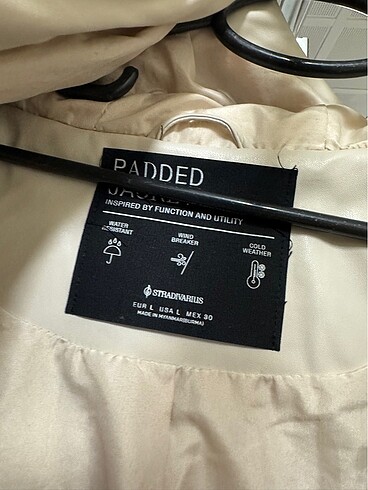 PADDED
JACKET
INSPIRED BY FUNCTION AND UTILITY
WATER
RESISTANT
WIND
BREAKER
COLD
WEATHER
STRADIVARIUS
EUR L USA L MEX 30
MADE IN MYANMAR(BURMA)